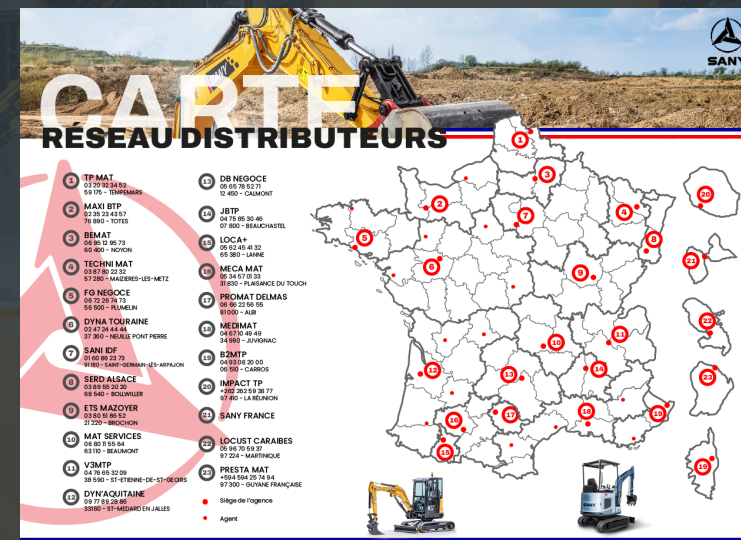 SANY
CARTE
RÉSEAU DISTRIBUTEURS
1 TP MAT
03 20 32 34 52
59 175 - TEMPEMARS
2 MAXI BTP
02 35 23 43 57
76 890 - TOTES
3 BEMAT
06 95 12 95 73
60 400 - NOYON
4 TECHNI MAT
03 87 60 22 32
57 280 - MAIZIERES-LES-METZ
5 FG NEGOCE
06 72 26 74 73
56 500 - PLUMELIN
6 DYNA TOURAINE
02 47 24 44 44
37 360 - NEUILLE PONT PIERRE
7 SANI IDF
01 60 86 23 73
91 180 - SAINT-GERMAIN-LÈS-ARPAJON
8 SERD ALSACE
03 89 55 20 20
68 540 - BOLLWILLER
9 ETS MAZOYER
03 80 51 86 52
21 220 - BROCHON
10 MAT SERVICES
06 80 11 55 64
63 110 - BEAUMONT
11 V3MTP
04 76 65 32 09
38 590 - ST-ETIENNE-DE-ST-GEOIRS
12 DYN'AQUITAINE
09 77 89 28 86
33160 - ST-MEDARD EN JALLES
13 DB NEGOCE
05 65 78 52 71
12 450 - CALMONT
14 JBTP
04 75 85 30 46
07 800 - BEAUCHASTEL
15 LOCA+
05 62 45 41 32
65 380 - LANNE
16 MECA MAT
05 34 57 01 33
31 830 - PLAISANCE DU TOUCH
17 PROMAT DELMAS
06 66 22 56 55
81 000 - ALBI
18 MEDIMAT
04 67 10 49 49
34 990 - JUVIGNAC
19 B2MTP
04 93 08 20 00
06 510 - CARROS
20 IMPACT TP
+262 262 59 38 77
97 410 - LA RÉUNION
21 SANY FRANCE
22 LOCUST CARAIBES
05 96 70 59 37
97 224 - MARTINIQUE
23 PRESTA MAT
+594 594 25 74 94
97 300 - GUYANE FRANÇAISE
Siège de l'agence
Agent
1
2
3
4
5
6
7
8
9
10
11
12
13
14
15
16
17
18
19
20
21
22
23
19